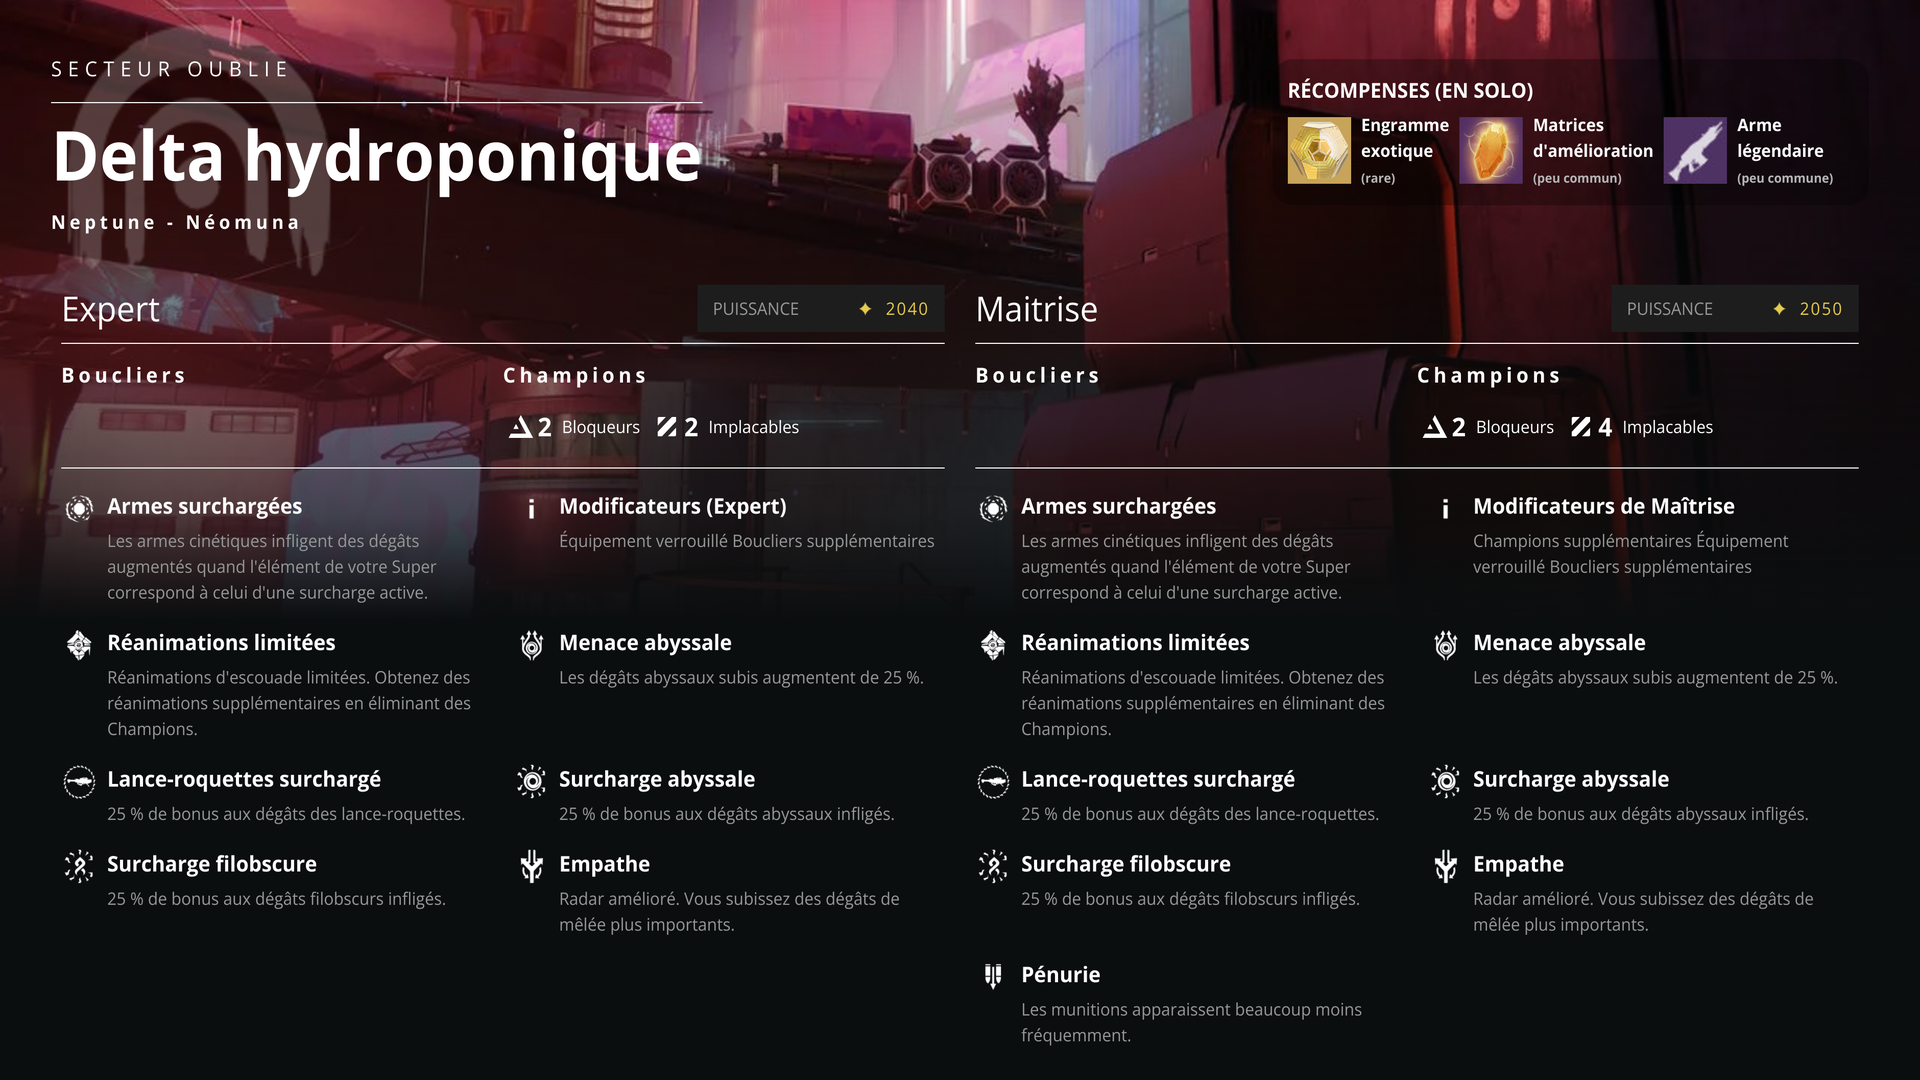 SECTEUR OUBLIE
Delta hydroponique
Neptune - Néomuna
RÉCOMPENSES (EN SOLO)
Engramme
exotique
(rare)
Matrices
d'amélioration
(peu commun)
Arme
légendaire
(peu commune)
Expert
PUISSANCE 2040
Boucliers
Champions
2 Bloqueurs 2 Implacables
Armes surchargées
Les armes cinétiques infligent des dégâts
augmentés quand l'élément de votre Super
correspond à celui d'une surcharge active.
Modificateurs (Expert)
Équipement verrouillé Boucliers supplémentaires
Réanimations limitées
Réanimations d'escouade limitées. Obtenez des
réanimations supplémentaires en éliminant des
Champions.
Menace abyssale
Les dégâts abyssaux subis augmentent de 25 %.
Lance-roquettes surchargé
25 % de bonus aux dégâts des lance-roquettes.
Surcharge abyssale
25 % de bonus aux dégâts abyssaux infligés.
Surcharge filobscure
25 % de bonus aux dégâts filobscurs infligés.
Empathe
Radar amélioré. Vous subissez des dégâts de
mêlée plus importants.
Maitrise
PUISSANCE 2050
Boucliers
Champions
2 Bloqueurs 4 Implacables
Armes surchargées
Les armes cinétiques infligent des dégâts
augmentés quand l'élément de votre Super
correspond à celui d'une surcharge active.
Modificateurs de Maîtrise
Champions supplémentaires Équipement
verrouillé Boucliers supplémentaires
Réanimations limitées
Réanimations d'escouade limitées. Obtenez des
réanimations supplémentaires en éliminant des
Champions.
Menace abyssale
Les dégâts abyssaux subis augmentent de 25 %.
Lance-roquettes surchargé
25 % de bonus aux dégâts des lance-roquettes.
Surcharge abyssale
25 % de bonus aux dégâts abyssaux infligés.
Surcharge filobscure
25 % de bonus aux dégâts filobscurs infligés.
Empathe
Radar amélioré. Vous subissez des dégâts de
mêlée plus importants.
Pénurie
Les munitions apparaissent beaucoup moins
fréquemment.